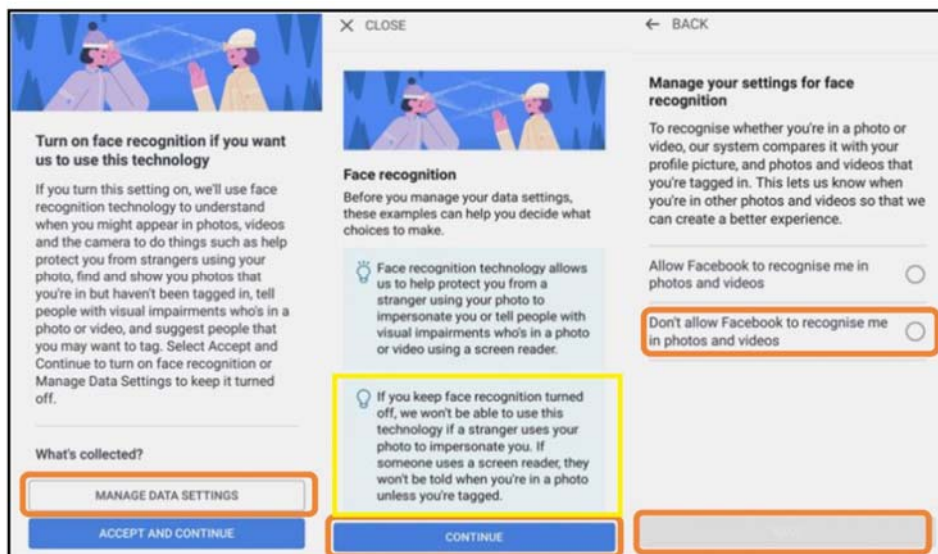 Turn on face recognition if you want
us to use this technology
If you turn this setting on, we'll use face
recognition technology to understand
when you might appear in photos, videos
and the camera to do things such as help
protect you from strangers using your
photo, find and show you photos that
you're in but haven't been tagged in, tell
people with visual impairments who's in a
photo or video, and suggest people that
you may want to tag. Select Accept and
Continue to turn on face recognition or
Manage Data Settings to keep it turned
off.
What's collected?
MANAGE DATA SETTINGS
ACCEPT AND CONTINUE
CLOSE
Face recognition
Before you manage your data settings,
these examples can help you decide what
choices to make.
Face recognition technology allows
us to help protect you from a
stranger using your photo to
impersonate you or tell people with
visual impairments who's in a photo
or video using a screen reader.
If you keep face recognition turned
off, we won't be able to use this
technology if a stranger uses your
photo to impersonate you. If
someone uses a screen reader, they
won't be told when you're in a photo
unless you're tagged.
CONTINUE
BACK
Manage your settings for face
recognition
To recognise whether you're in a photo or
video, our system compares it with your
profile picture, and photos and videos that
you're tagged in. This lets us know when
you're in other photos and videos so that we
can create a better experience.
Allow Facebook to recognise me in
photos and videos
Don't allow Facebook to recognise me
in photos and videos